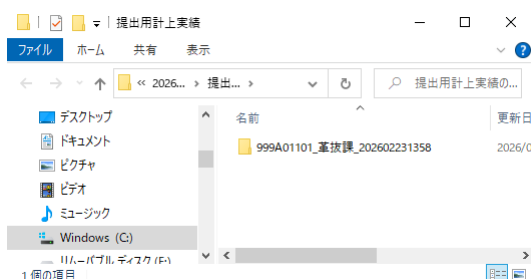 提出用計上実績
ファイル ホーム 共有 表示
« 2026... › 提出... › 提出用計上実績の...
デスクトップ
ドキュメント
ピクチャ
ビデオ
ミュージック
Windows (C:)
リムーバブル ディスク (F:)
名前 更新日
999A01101_革抜課_202602231358 2026/0
1 個の項目